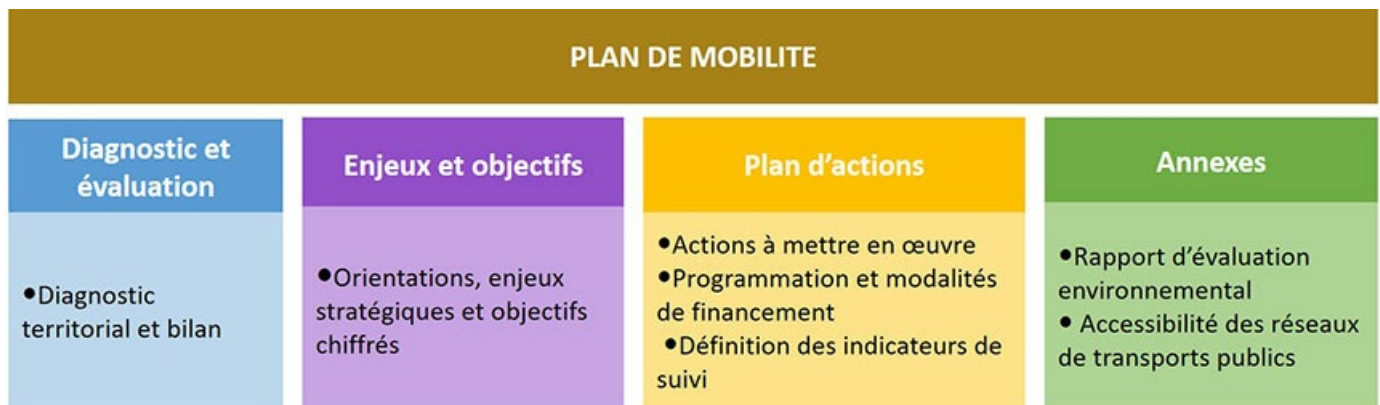 PLAN DE MOBILITE
Diagnostic et
évaluation
●Diagnostic
territorial et bilan
Enjeux et objectifs
●Orientations, enjeux
stratégiques et objectifs
chiffrés
Plan d’actions
●Actions à mettre en œuvre
●Programmation et modalités
de financement
●Définition des indicateurs de
suivi
Annexes
●Rapport d’évaluation
environnemental
● Accessibilité des réseaux
de transports publics